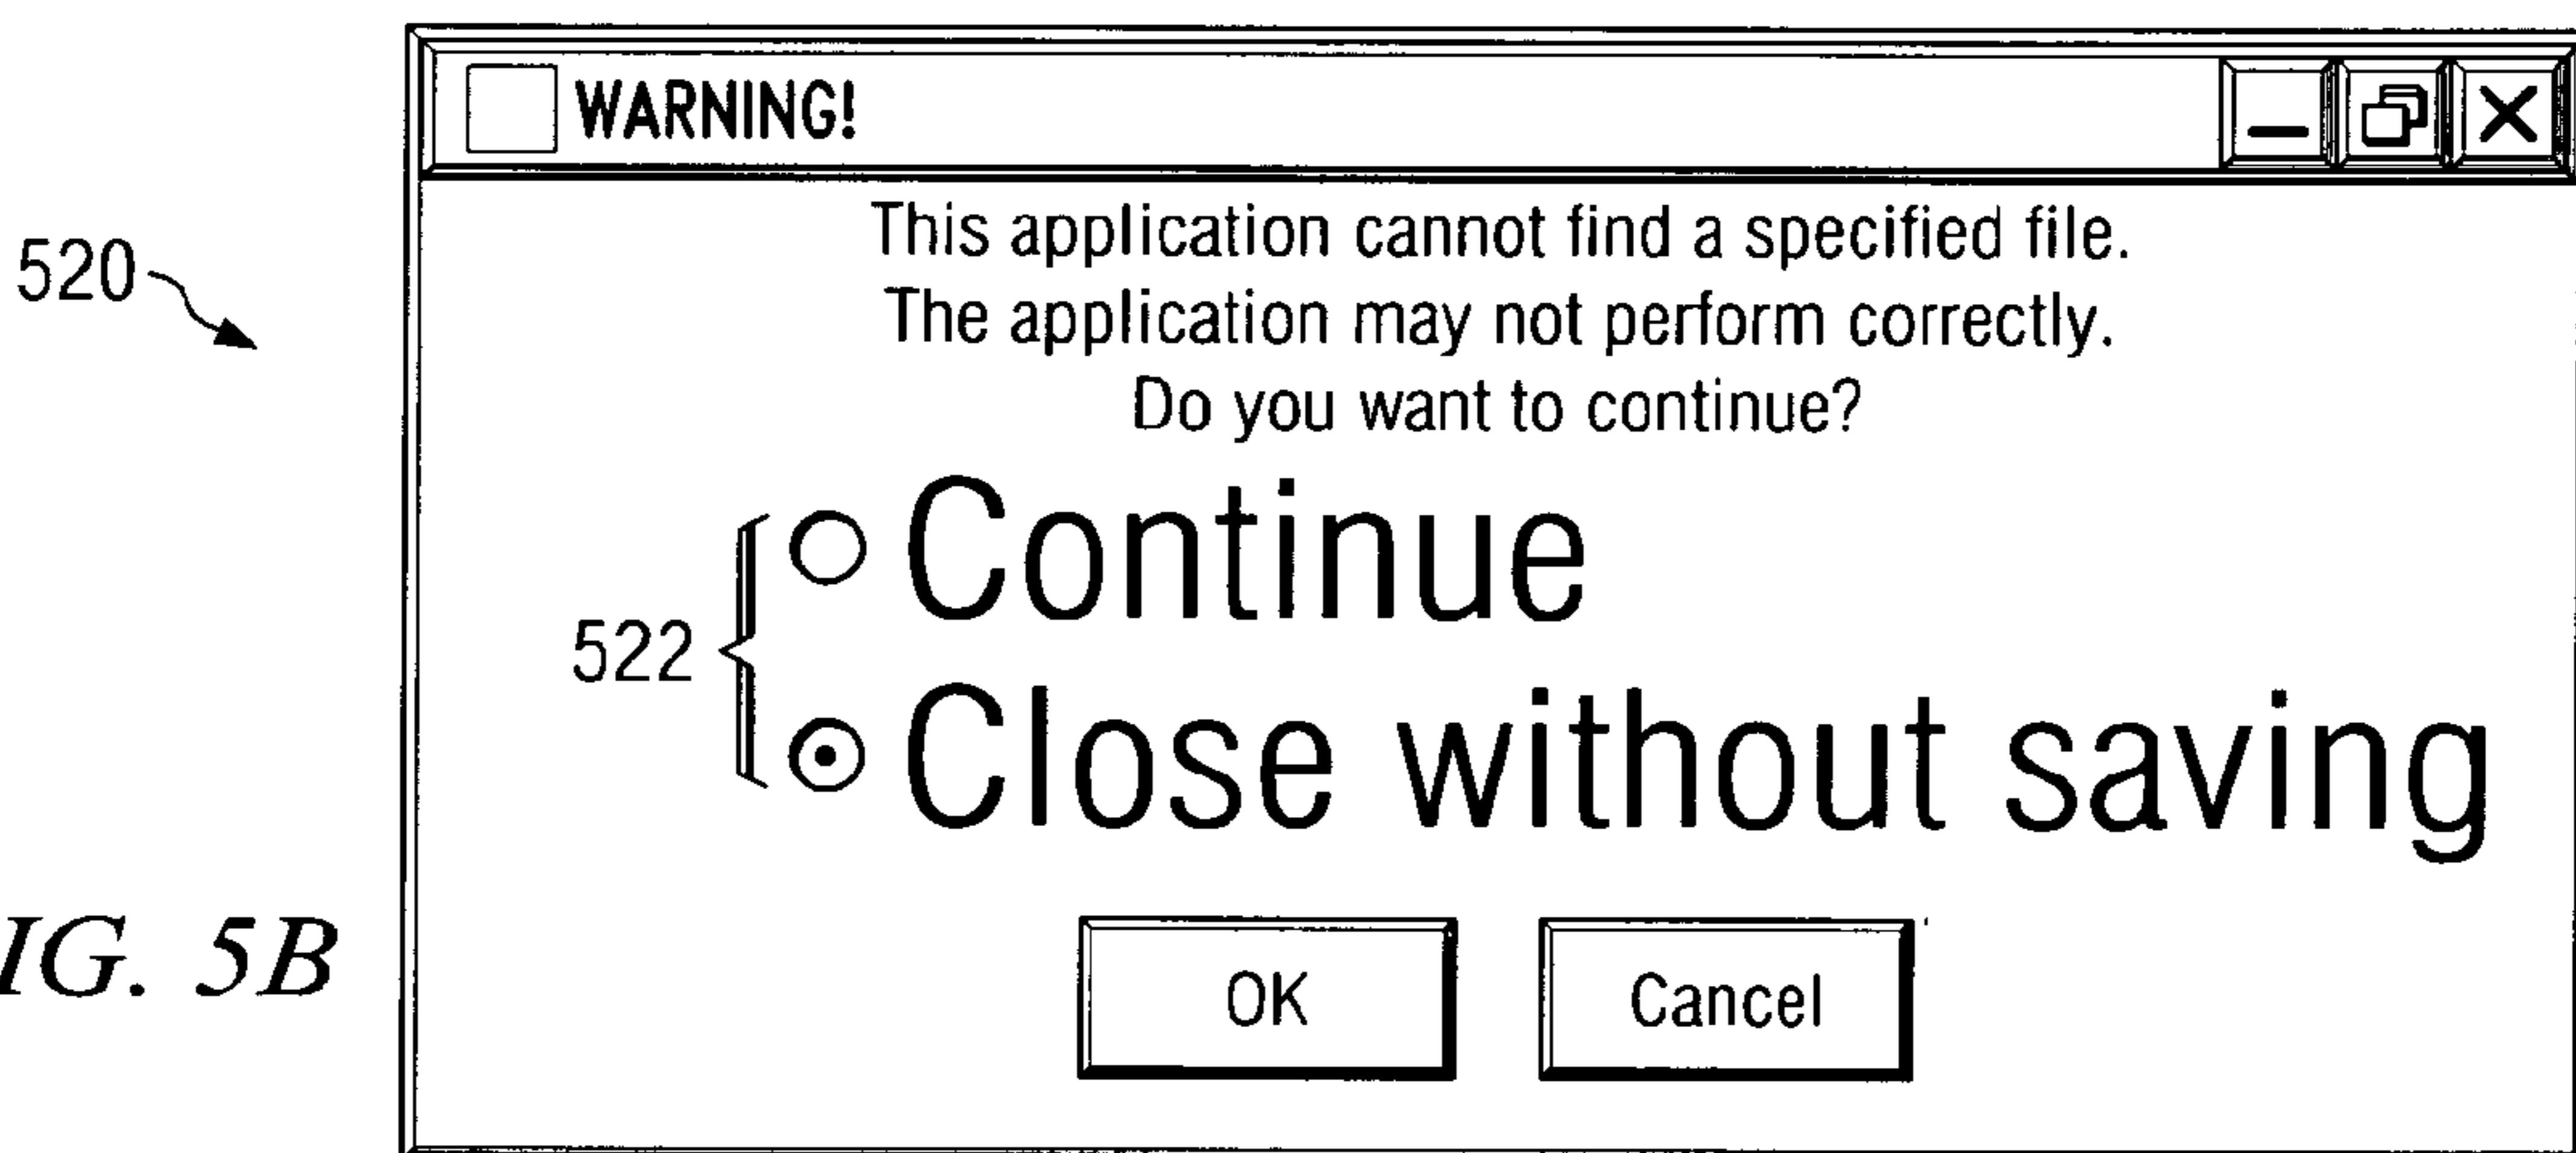 WARNING!
This application cannot find a specified file.
520
The application may not perform correctly.
Do you want to continue?
Continue
522
Close without saving
IG. 5B
OK Cancel